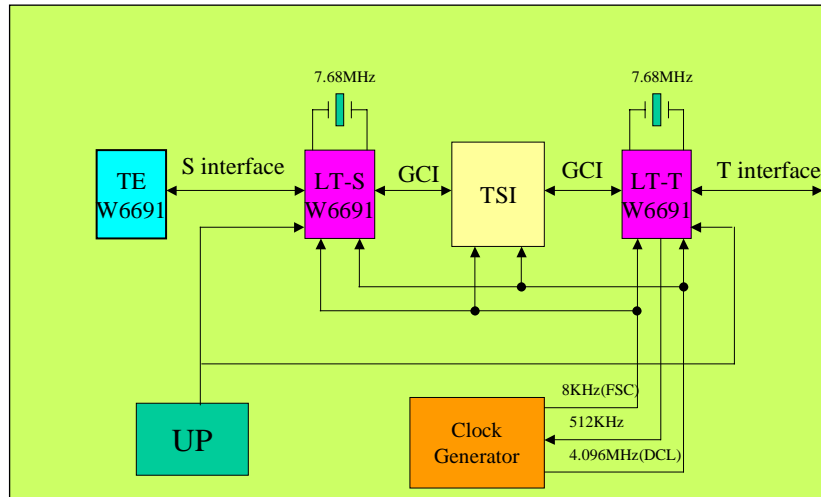 7.68MHz
7.68MHz
TE
W6691
S interface
LT-S
W6691
GCI
TSI
GCI
LT-T
W6691
T interface
UP
Clock
Generator
8KHz(FSC)
512KHz
4.096MHz(DCL)